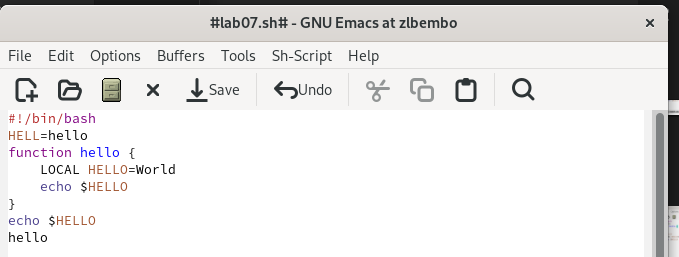 #lab07.sh# - GNU Emacs at zlbembo
File Edit Options Buffers Tools Sh-Script Help
Save Undo
#!/bin/bash
HELL=hello
function hello {
    LOCAL HELLO=World
    echo $HELLO
}
echo $HELLO
hello